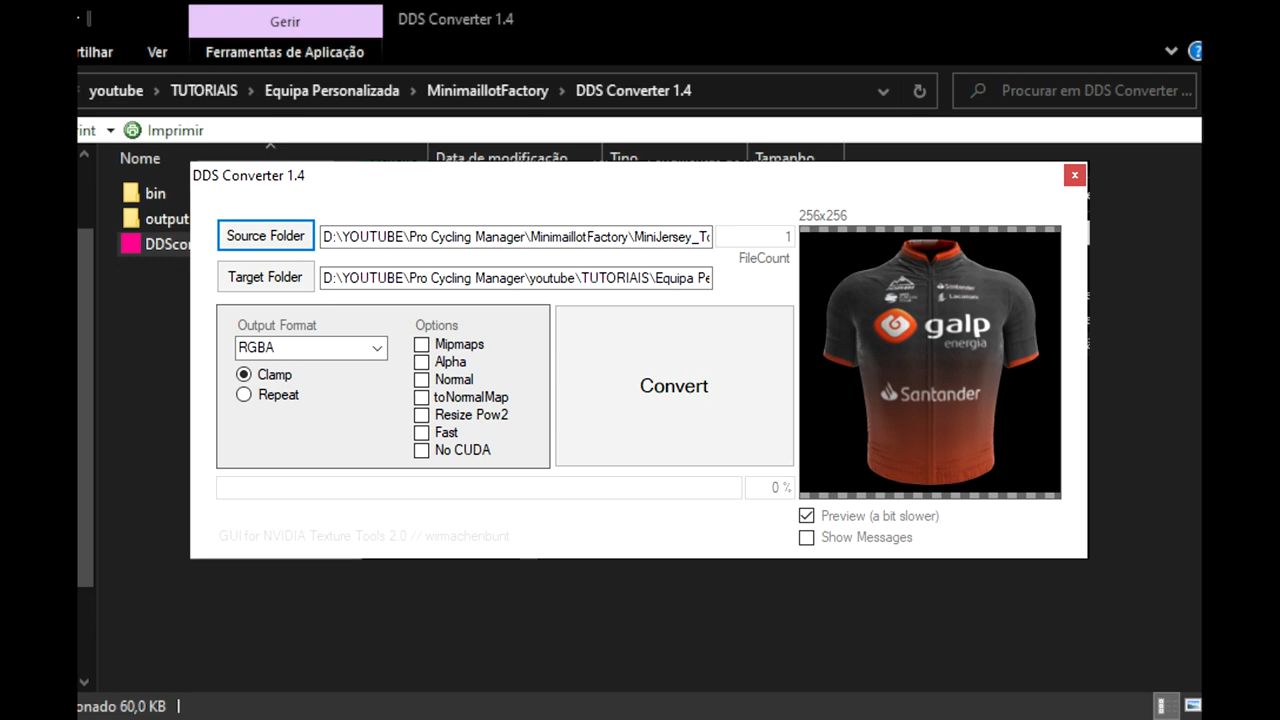 Gerir
DDS Converter 1.4
rtilhar
Ver
Ferramentas de Aplicação
youtube > TUTORIAIS > Equipa Personalizada > MinimaillotFactory > DDS Converter 1.4
Procurar em DDS Converter ...
int
Imprimir
Nome
Data de modificação
Tipo
Tamanho
bin
output
DDScon
DDS Converter 1.4
Source Folder
D:\YOUTUBE\Pro Cycling Manager\MinimaillotFactory\MiniJersey_To
1
FileCount
Target Folder
D:\YOUTUBE\Pro Cycling Manager\youtube\TUTORIAIS\Equipa Pe
256x256
Output Format
RGBA
Clamp
Repeat
Options
Mipmaps
Alpha
Normal
toNormalMap
Resize Pow2
Fast
No CUDA
Convert
Santander
galp
energia
Santander
0 %
GUI for NVIDIA Texture Tools 2.0 // wirmachenbunt
Preview (a bit slower)
Show Messages
onado 60,0 KB